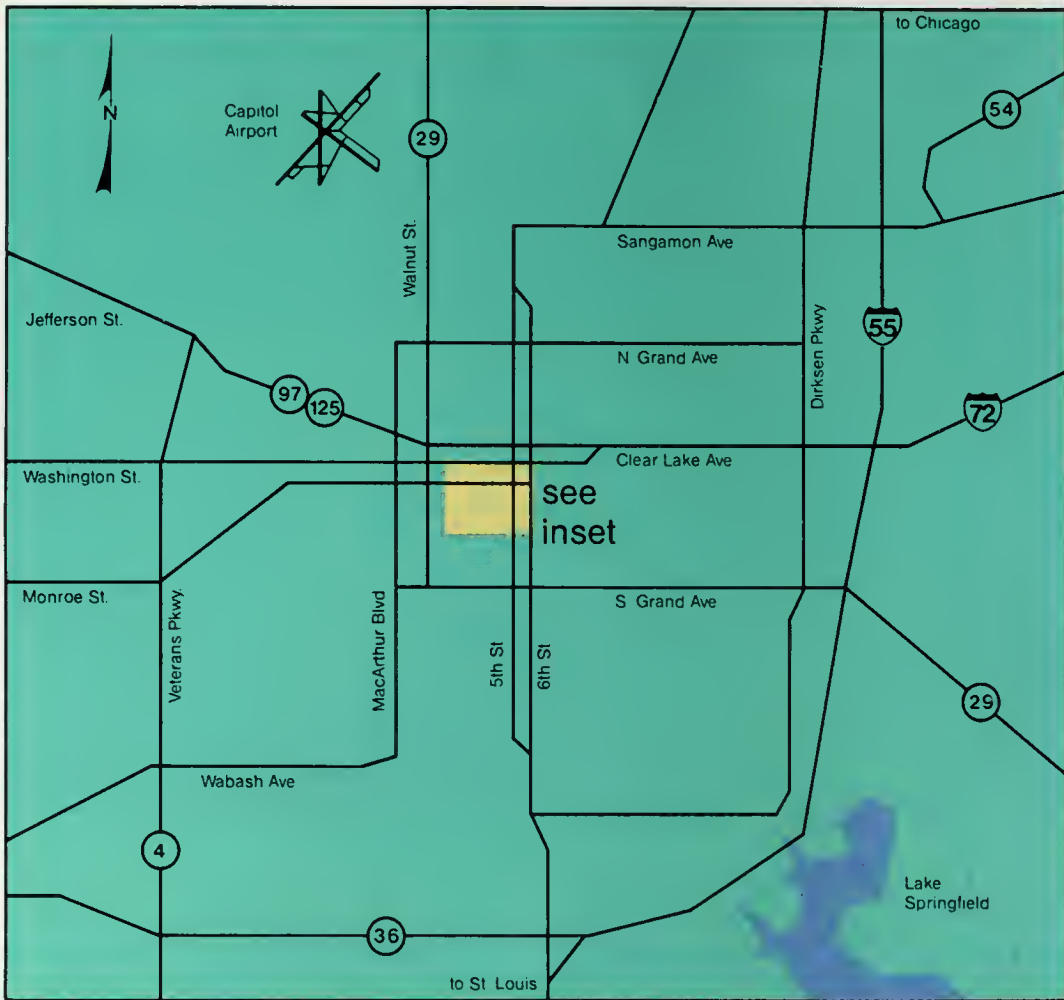 to Chicago
N
Capitol
Airport
29
54
Walnut St.
Sangamon Ave
Jefferson St.
55
Dirksen Pkwy
N Grand Ave
97
125
72
Washington St.
Clear Lake Ave
see
inset
Monroe St.
S Grand Ave
Veterans Pkwy.
MacArthur Blvd
5th St
6th St
29
Wabash Ave
4
Lake
Springfield
36
to St Louis